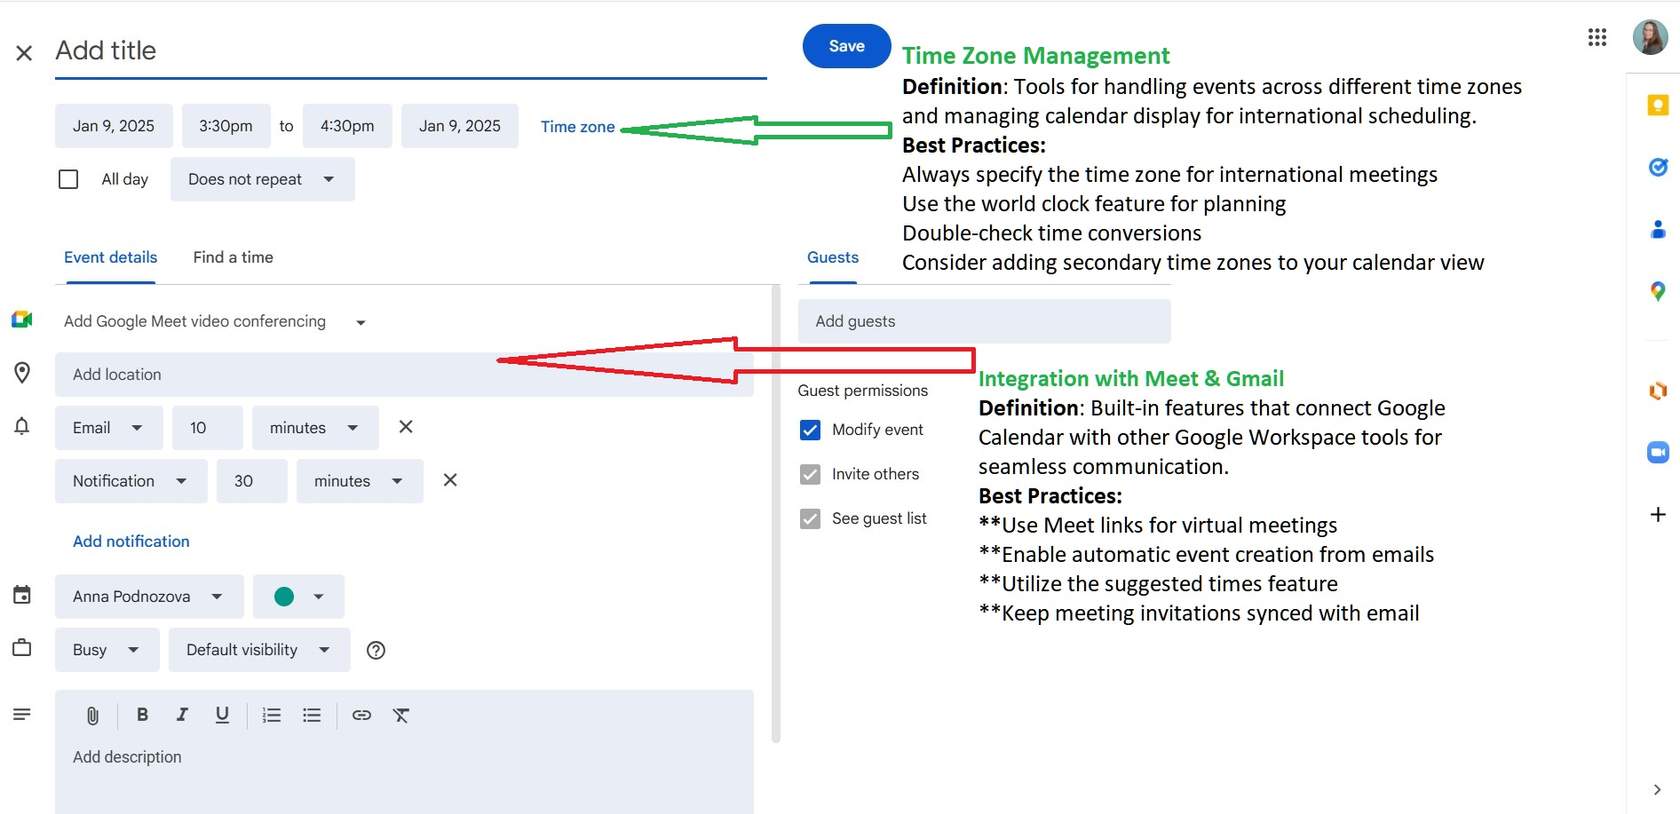 Add title
Save
Jan 9, 2025 3:30pm to 4:30pm Jan 9, 2025 Time zone
All day Does not repeat
Time Zone Management
Definition: Tools for handling events across different time zones
and managing calendar display for international scheduling.
Best Practices:
Always specify the time zone for international meetings
Use the world clock feature for planning
Double-check time conversions
Consider adding secondary time zones to your calendar view
Event details Find a time
Guests
Add Google Meet video conferencing
Add guests
Add location
Guest permissions
Email 10 minutes
Modify event
Notification 30 minutes
Invite others
See guest list
Add notification
Integration with Meet & Gmail
Definition: Built-in features that connect Google
Calendar with other Google Workspace tools for
seamless communication.
Best Practices:
**Use Meet links for virtual meetings
**Enable automatic event creation from emails
**Utilize the suggested times feature
**Keep meeting invitations synced with email
Anna Podnozova
Busy Default visibility
B I U
Add description